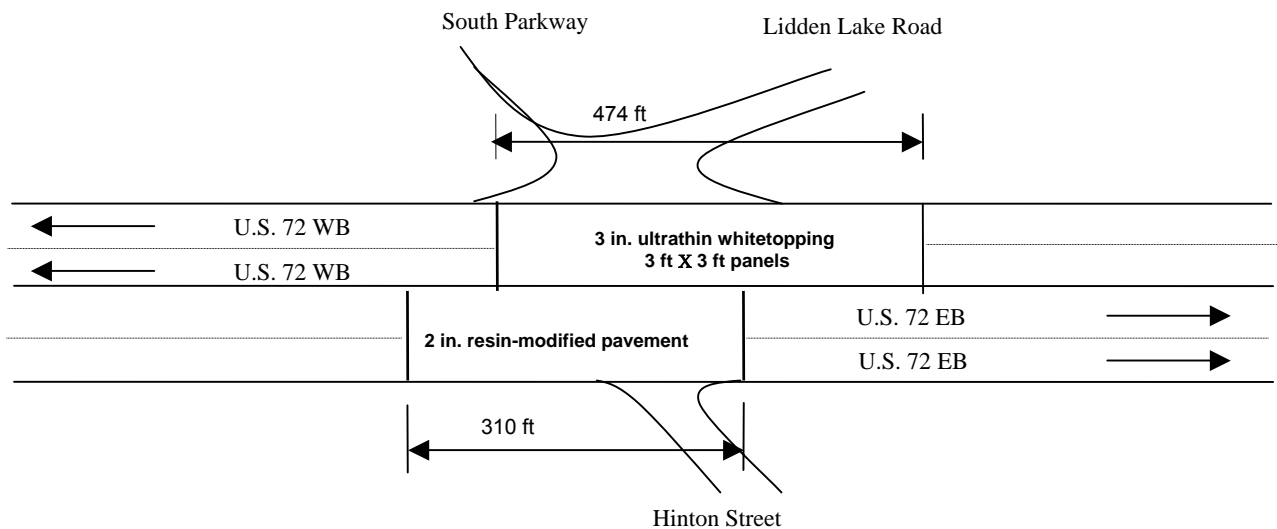 South Parkway
Lidden Lake Road
474 ft
U.S. 72 WB
3 in. ultrathin whitetopping
3 ft X 3 ft panels
U.S. 72 WB
U.S. 72 EB
2 in. resin-modified pavement
U.S. 72 EB
310 ft
Hinton Street